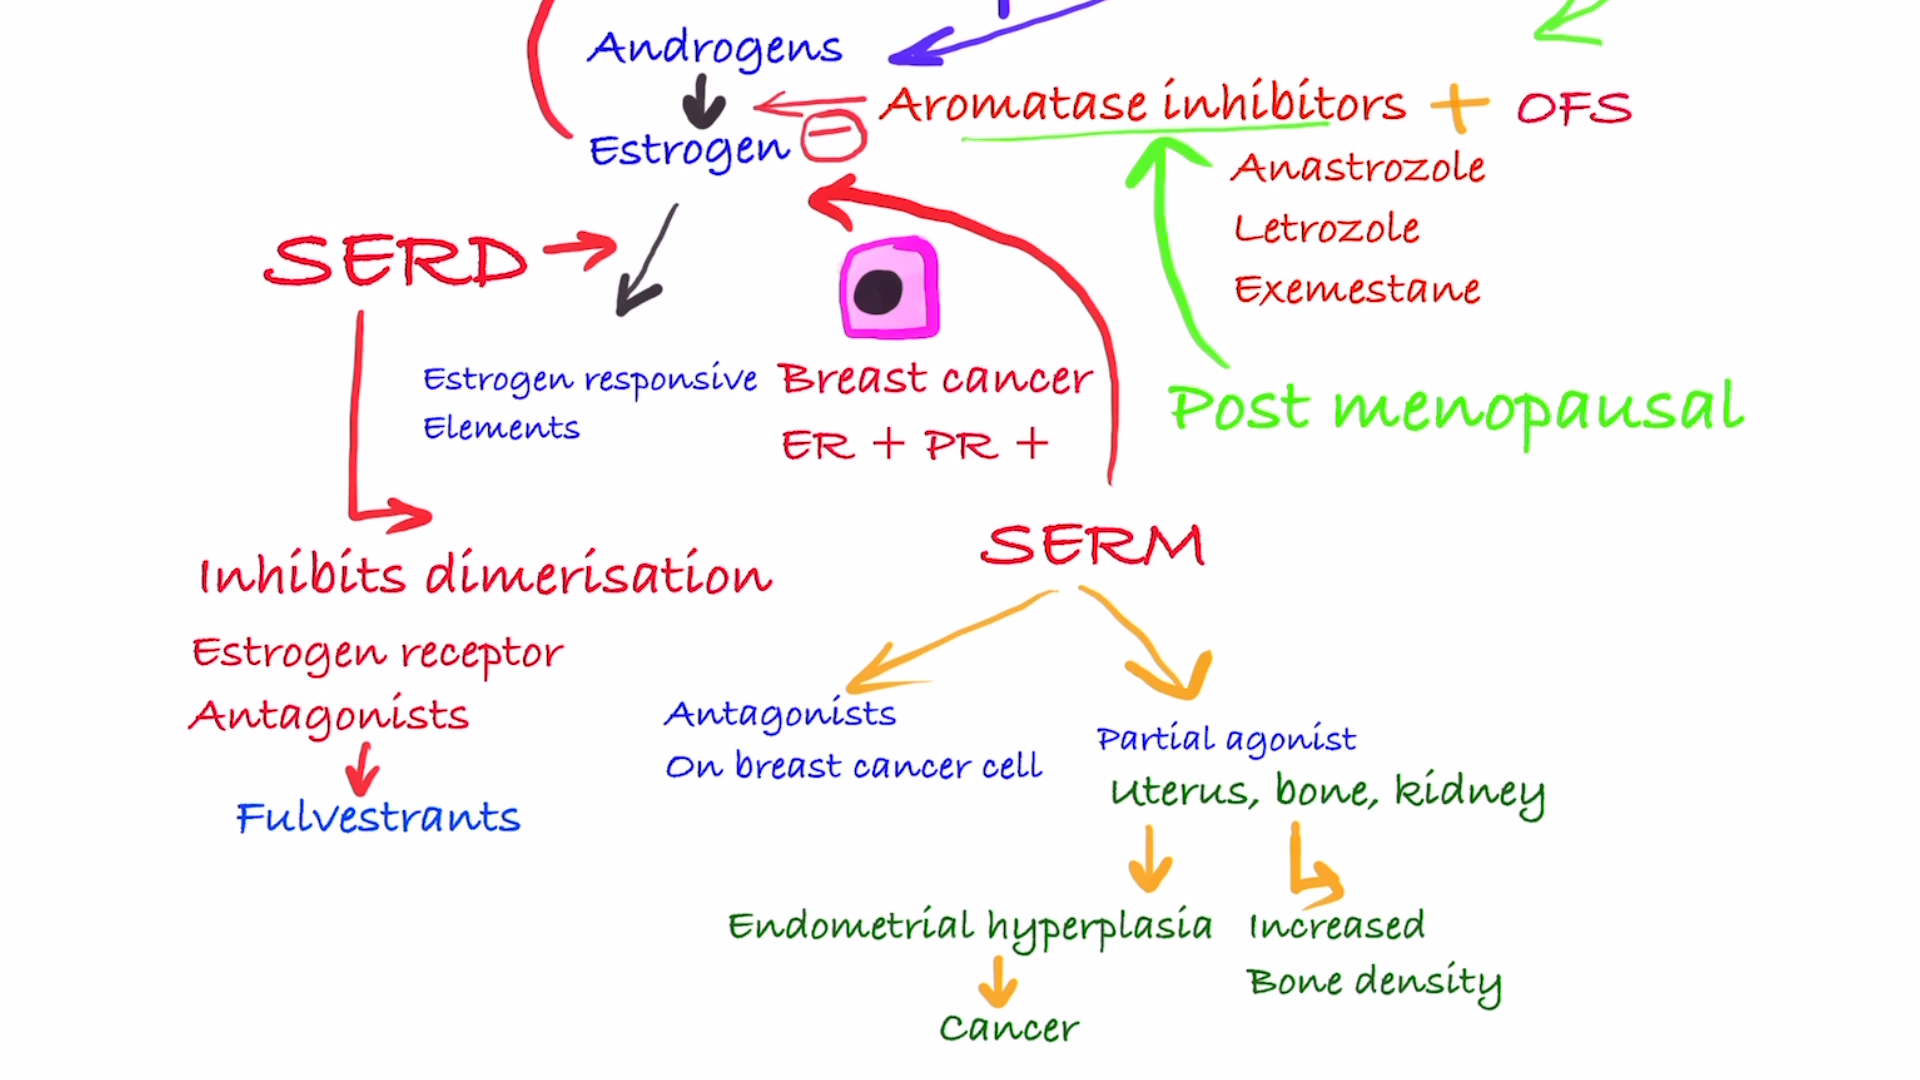 Androgens
Aromatase inhibitors + OFS
Estrogen
Anastrozole
Letrozole
Exemestane
SERD
Estrogen responsive
Elements
Breast cancer
ER + PR +
Post menopausal
SERM
Inhibits dimerisation
Estrogen receptor
Antagonists
Fulvestrants
Antagonists
On breast cancer cell
Partial agonist
Uterus, bone, kidney
Endometrial hyperplasia
Cancer
Increased
Bone density